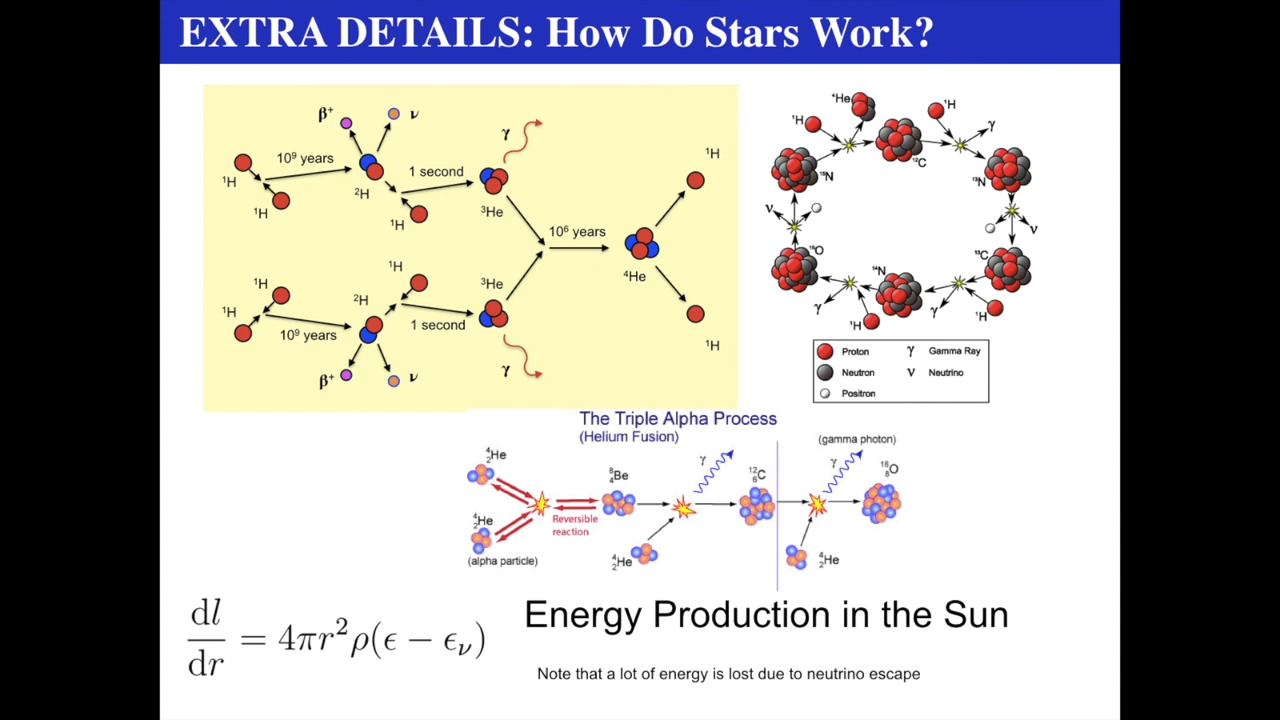 EXTRA DETAILS: How Do Stars Work?
β⁺
ν
10⁹ years
1 second
γ
¹H
¹H
²H
¹H
³He
¹H
10⁶ years
⁴He
¹H
¹H
¹H
²H
³He
10⁹ years
1 second
β⁺
ν
γ
¹H
⁴He
¹H
¹H
γ
¹²C
¹⁵N
¹³N
ν
ν
¹⁵O
¹³C
¹⁴N
γ
γ
¹H
¹H
Proton
γ Gamma Ray
Neutron
ν Neutrino
Positron
The Triple Alpha Process
(Helium Fusion)
(gamma photon)
⁴₂He
γ
γ
⁸₄Be
¹²₆C
¹⁶₈O
⁴₂He
Reversible
reaction
(alpha particle)
⁴₂He
⁴₂He
dl/dr = 4πr²ρ(ϵ − ϵ_ν)
Energy Production in the Sun
Note that a lot of energy is lost due to neutrino escape